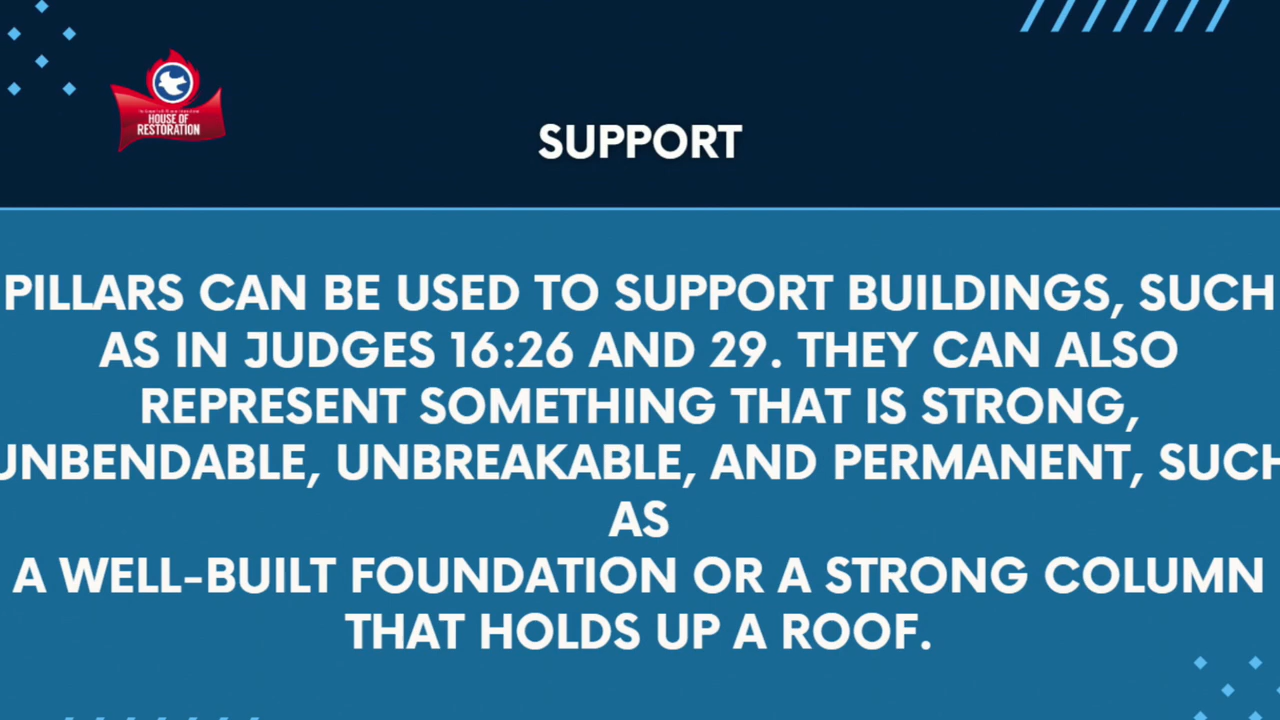 HOUSE OF
RESTORATION
SUPPORT
PILLARS CAN BE USED TO SUPPORT BUILDINGS, SUCH
AS IN JUDGES 16:26 AND 29. THEY CAN ALSO
REPRESENT SOMETHING THAT IS STRONG,
UNBENDABLE, UNBREAKABLE, AND PERMANENT, SUCH
AS
A WELL-BUILT FOUNDATION OR A STRONG COLUMN
THAT HOLDS UP A ROOF.